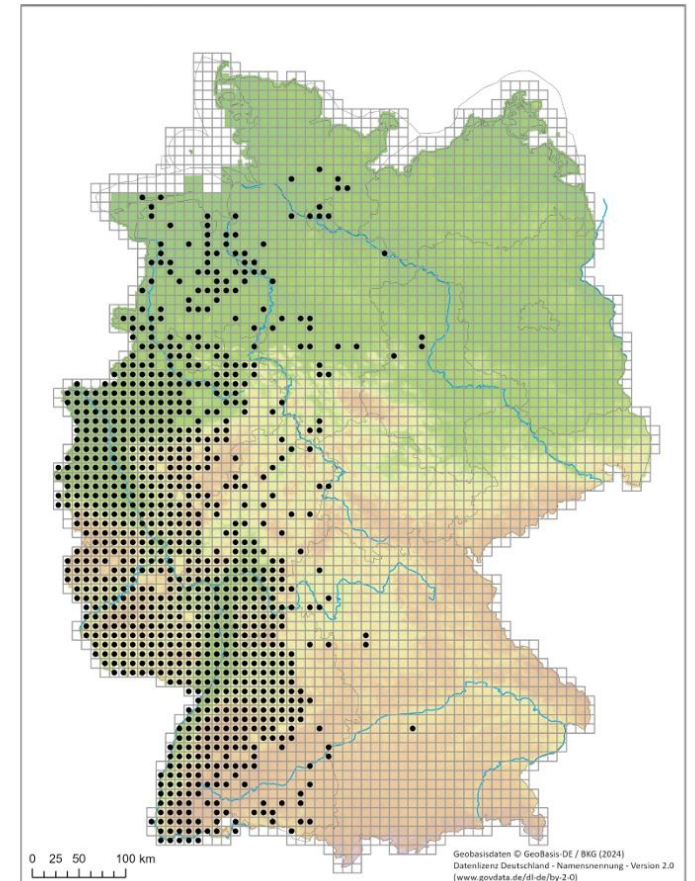 0 25 50 100 km
Geobasisdaten © GeoBasis-DE / BKG (2024)
Datenlizenz Deutschland - Namensnennung - Version 2.0
(www.govdata.de/dl-de/by-2-0)